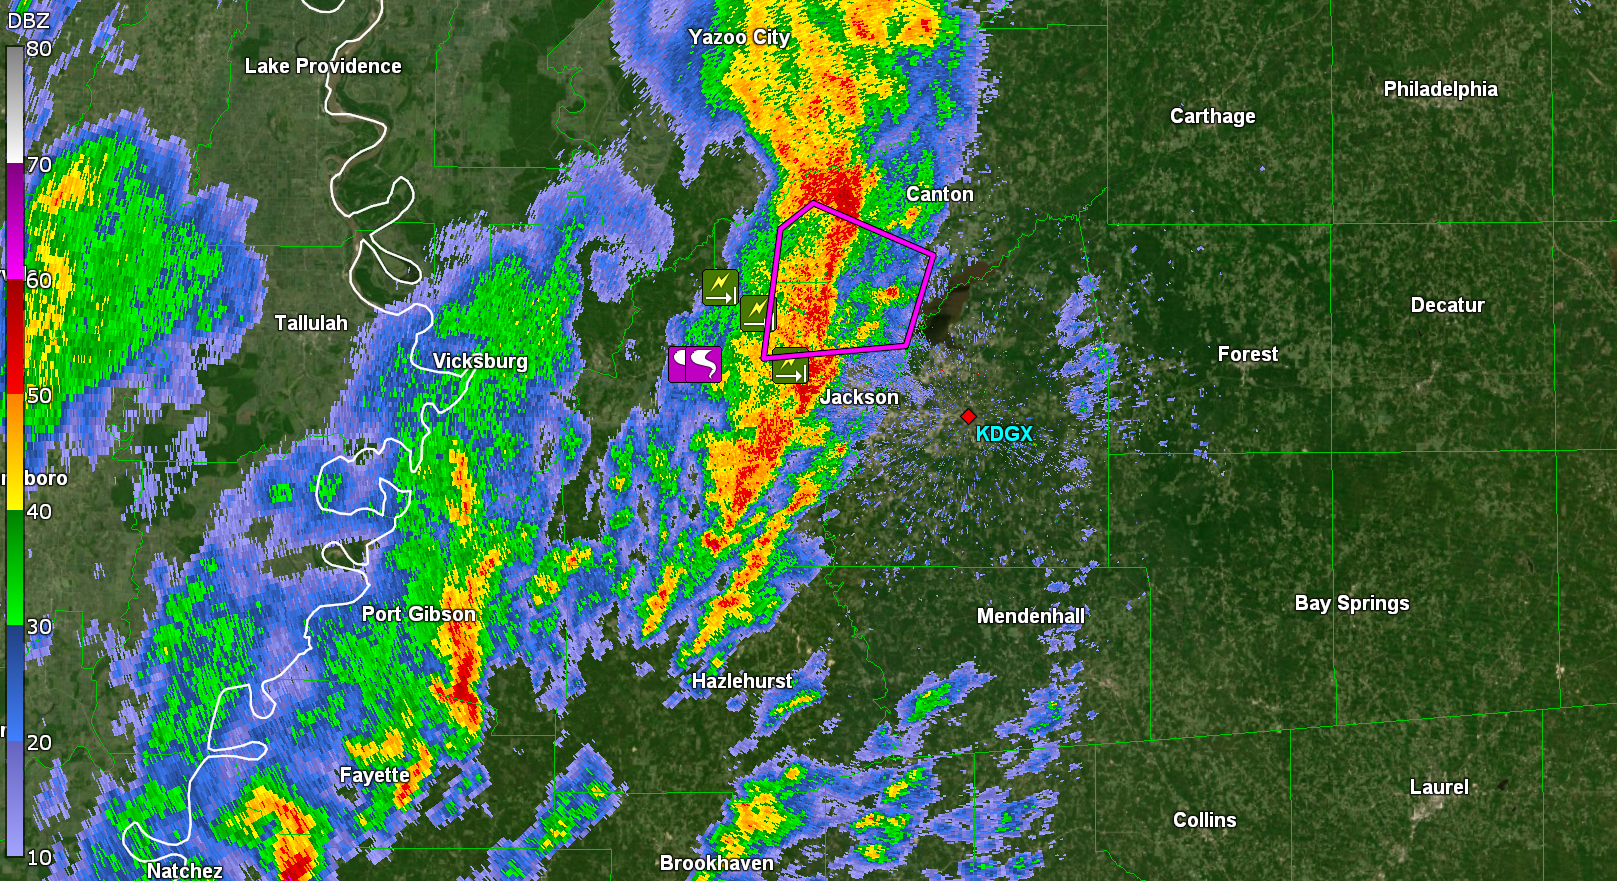 DBZ
80
Yazoo City
Lake Providence
Philadelphia
Carthage
70
Canton
60
Decatur
Tallulah
Forest
Vicksburg
50
Jackson
KDGX
boro
40
Bay Springs
Port Gibson
Mendenhall
30
Hazlehurst
20
Fayette
Laurel
Collins
10
Brookhaven
Natchez